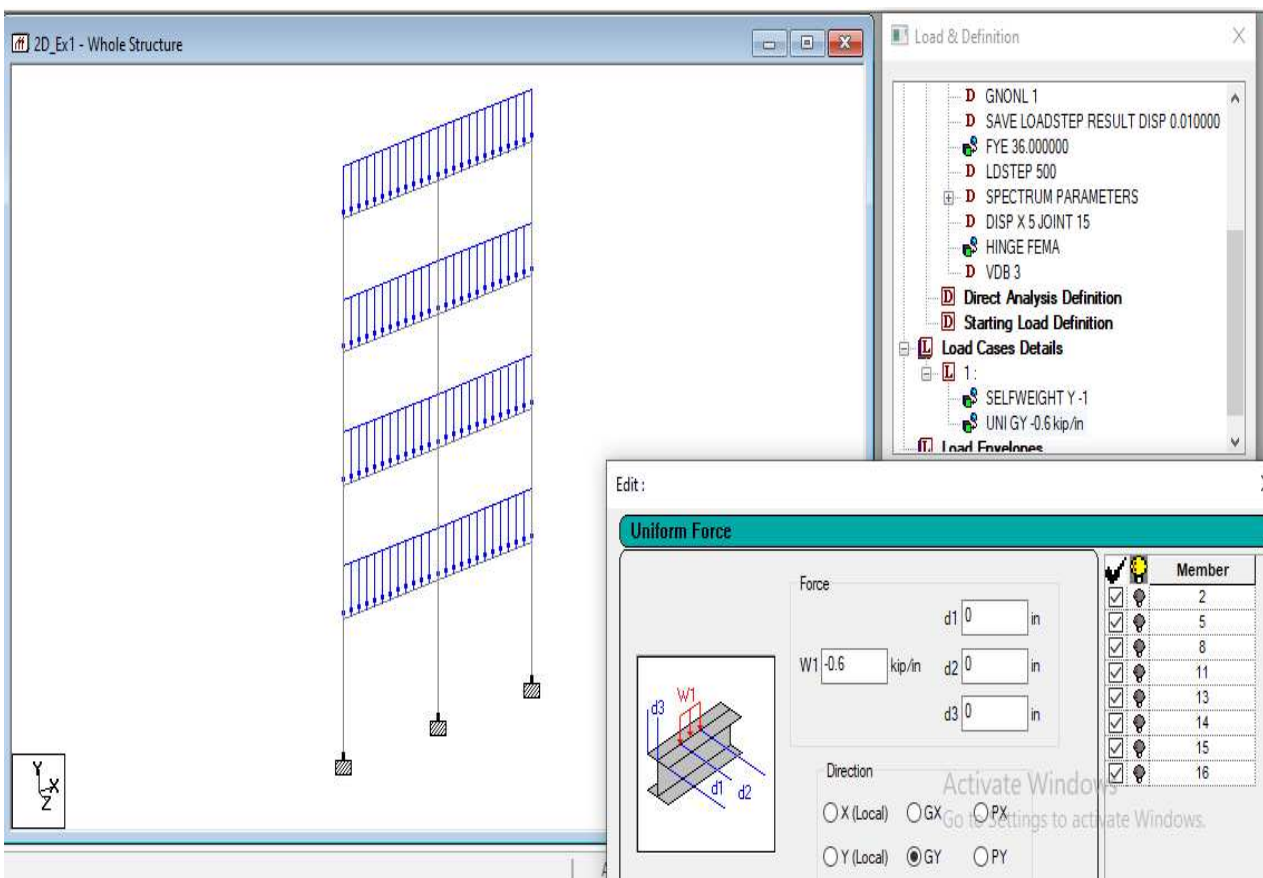 2D_Ex1 - Whole Structure
Load & Definition
GNONL 1
SAVE LOADSTEP RESULT DISP 0.010000
FYE 36.000000
LDSTEP 500
SPECTRUM PARAMETERS
DISP X 5 JOINT 15
HINGE FEMA
VDB 3
Direct Analysis Definition
Starting Load Definition
Load Cases Details
1 :
SELFWEIGHT Y -1
UNI GY -0.6 kip/in
Load Envelopes
Y
X
Z
Edit :
Uniform Force
Force
d1 0 in
W1 -0.6 kip/in d2 0 in
d3 0 in
W1
d3
d1 d2
Direction
X (Local) GX PX
Y (Local) GY PY
Member
2
5
8
11
13
14
15
16
Activate Windows
Go to Settings to activate Windows.